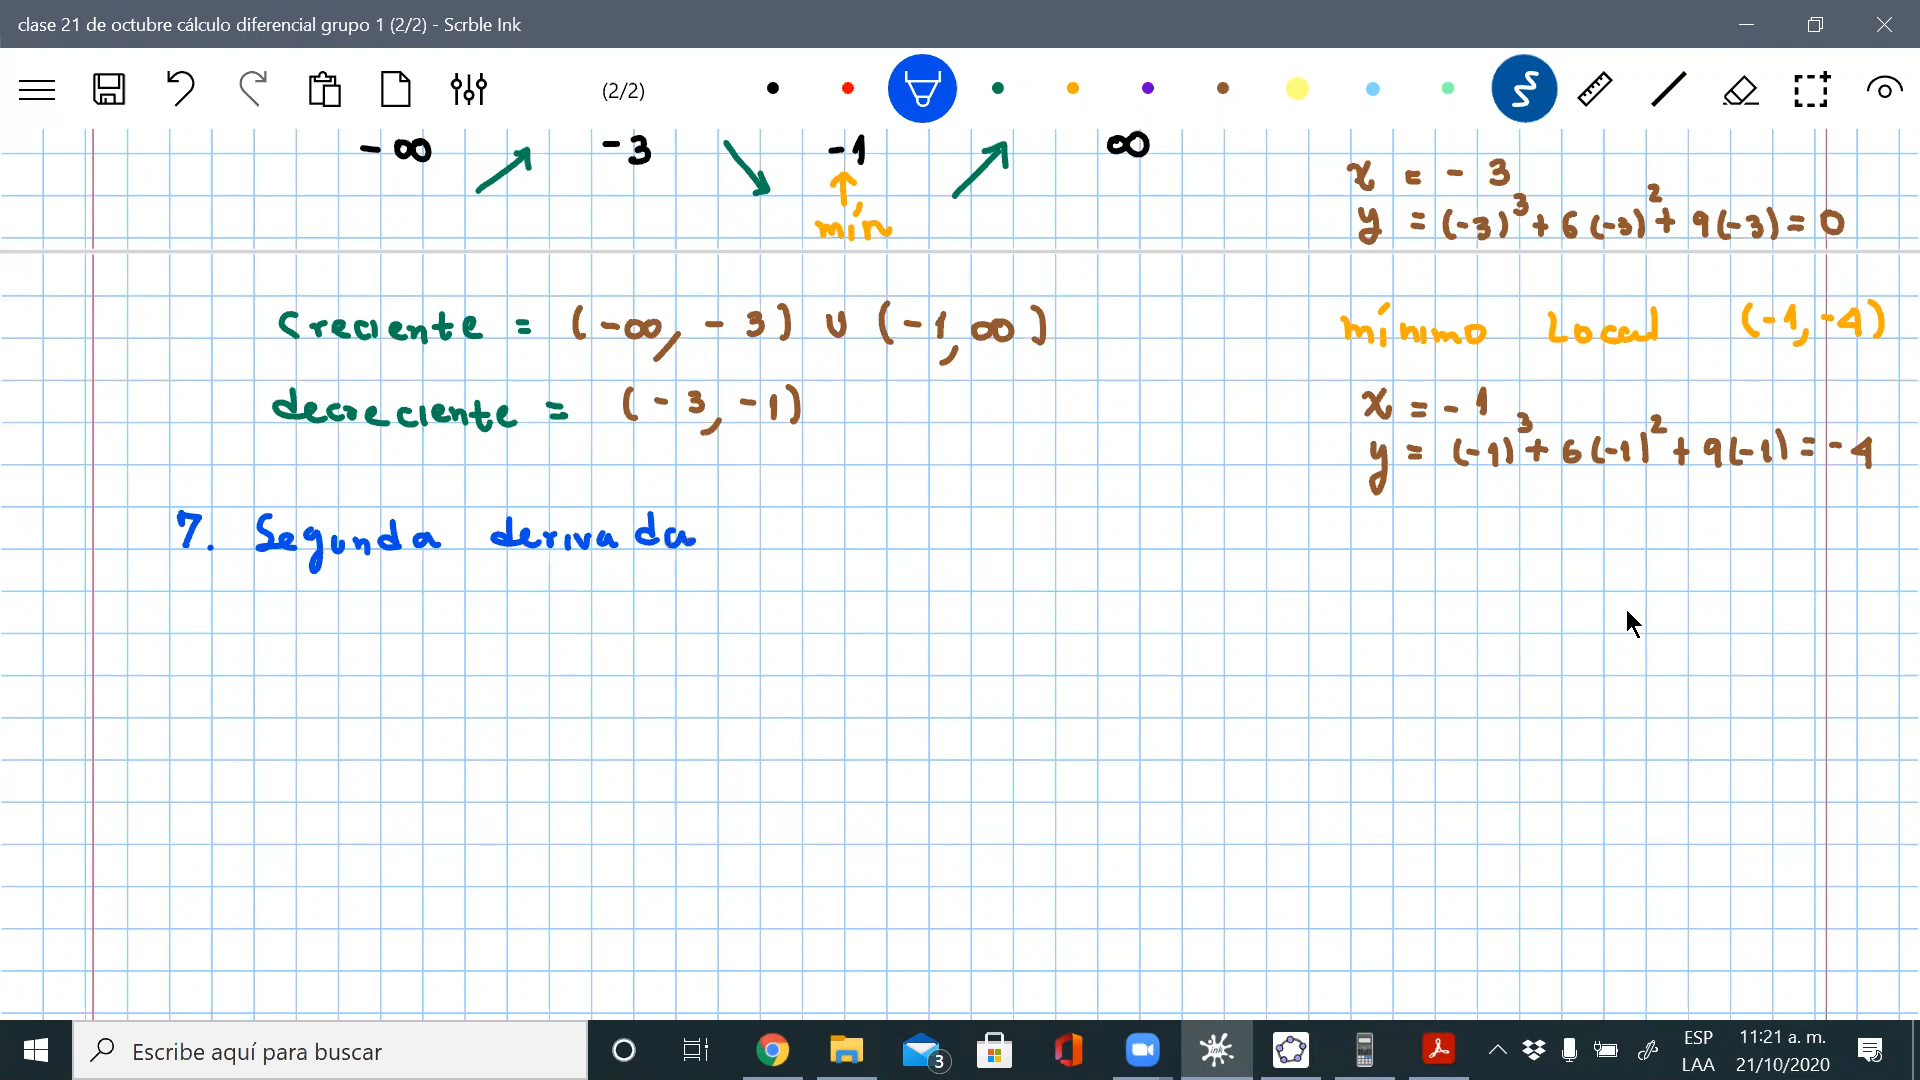 clase 21 de octubre cálculo diferencial grupo 1 (2/2) - Scrble Ink
(2/2)
-∞ -3 -1 ∞
mín
x = - 3
y = (-3)³ + 6(-3)² + 9(-3) = 0
Creciente = (-∞, -3) ∪ (-1, ∞)
decreciente = (-3, -1)
mínimo Local (-1, -4)
x = -1
y = (-1)³ + 6(-1)² + 9(-1) = -4
7. Segunda derivada
Escribe aquí para buscar
3
ink
ESP
LAA
11:21 a. m.
21/10/2020